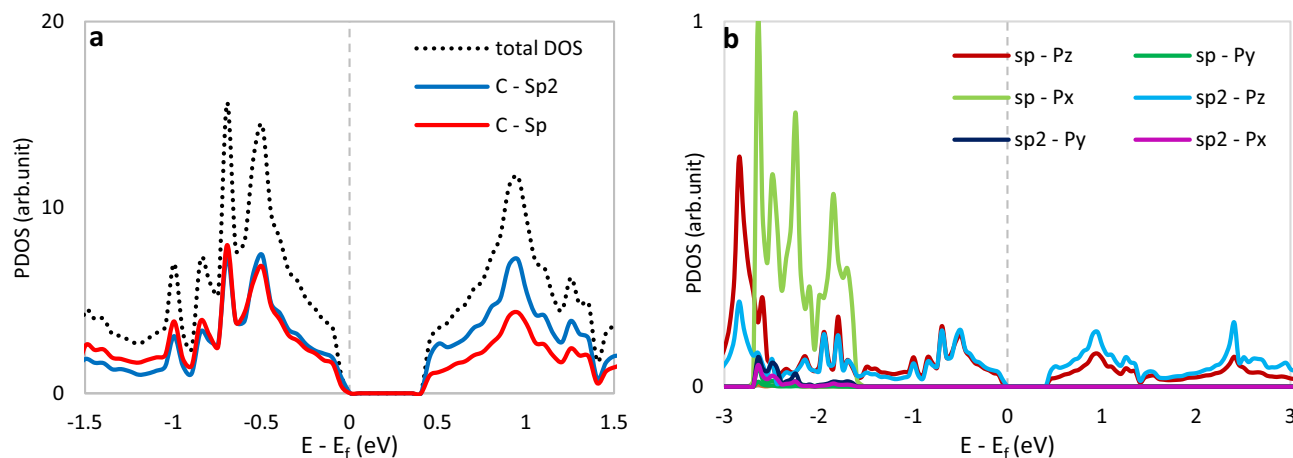 a
PDOS (arb.unit)
20
10
0
total DOS
C - Sp2
C - Sp
-1.5 -1 -0.5 0 0.5 1 1.5
E - Ef (eV)
b
PDOS (arb.unit)
1
0
sp - Pz sp - Py
sp - Px sp2 - Pz
sp2 - Py sp2 - Px
-3 -2 -1 0 1 2 3
E - Ef (eV)